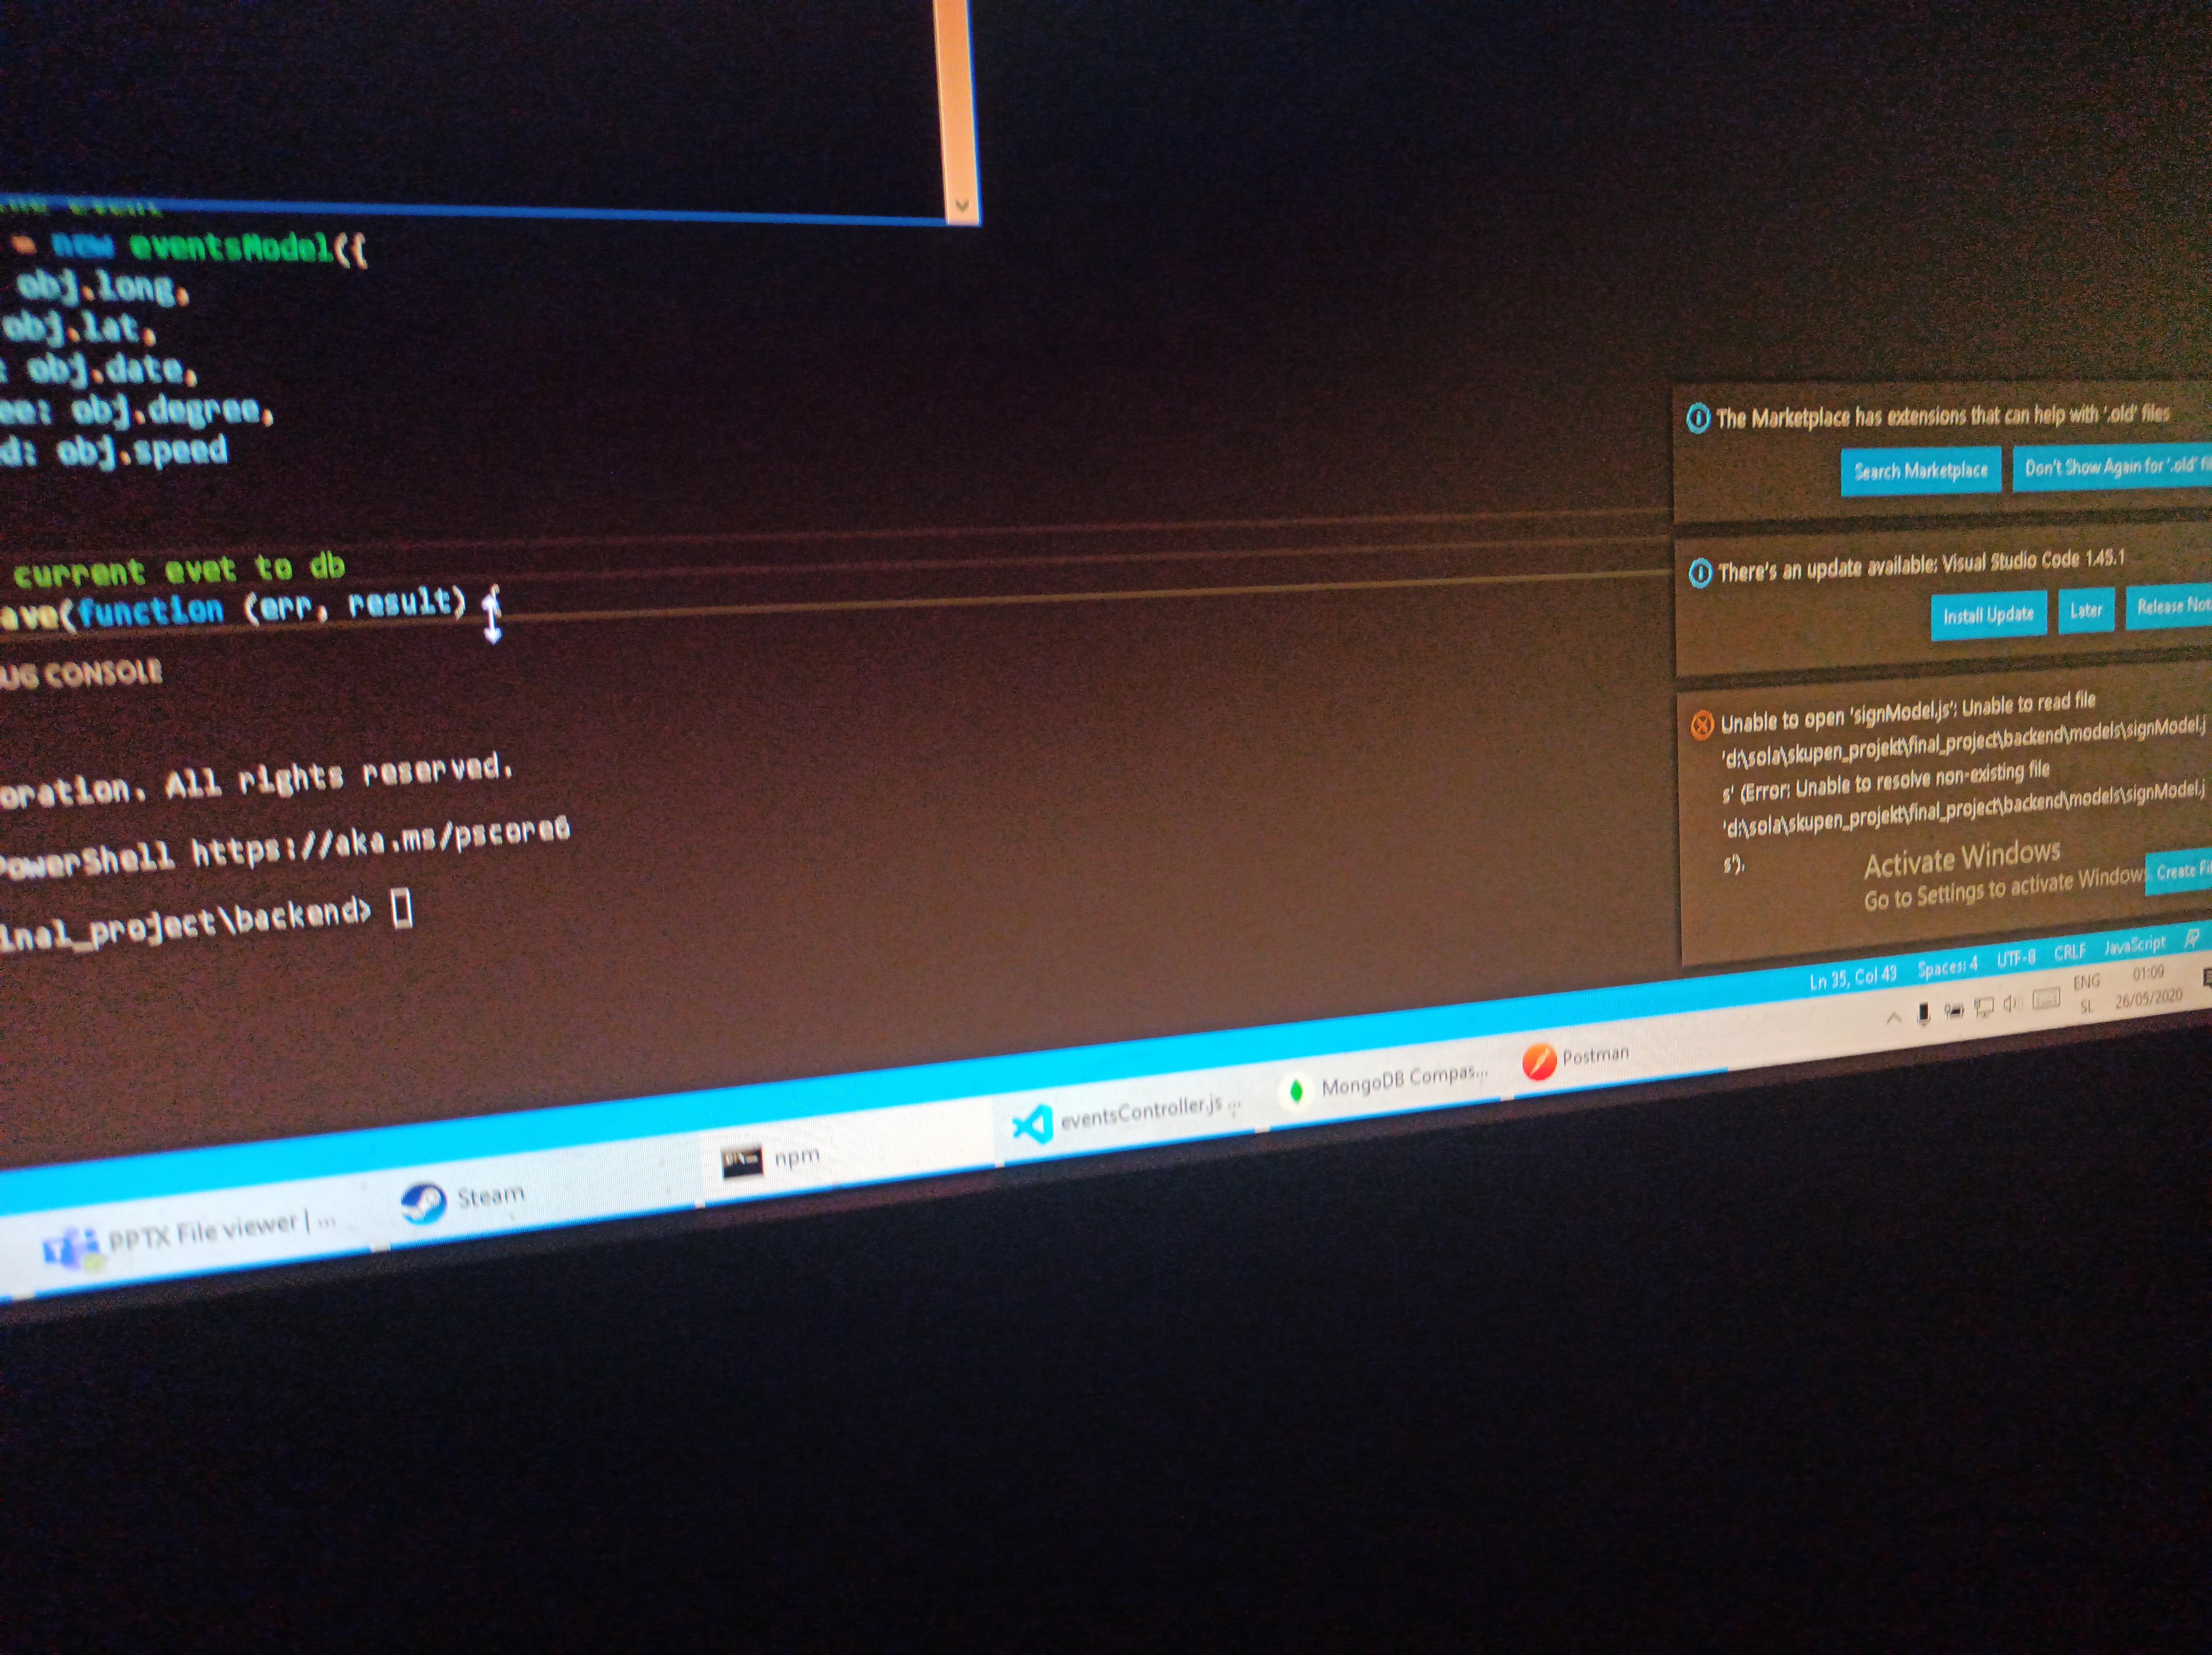 = new eventsModel({
obj.long,
obj.lat,
: obj.date,
ee: obj.degree,
d: obj.speed
current evet to db
ave(function (err, result)
UG CONSOLE
oration. All rights reserved.
PowerShell https://aka.ms/pscore6
inal_project\backend>
The Marketplace has extensions that can help with '.old' files
Search Marketplace
Don't Show Again for '.old' fi
There's an update available: Visual Studio Code 1.45.1
Install Update
Later
Release Not
Unable to open 'signModel.js': Unable to read file
'd:\sola\skupen_projekt\final_project\backend\models\signModel.j
s' (Error: Unable to resolve non-existing file
'd:\sola\skupen_projekt\final_project\backend\models\signModel.j
s').
Activate Windows
Go to Settings to activate Windows
Create Fi
Ln 35, Col 43 Spaces: 4 UTF-8 CRLF JavaScript
ENG
SL
01:09
26/05/2020
PPTX File viewer | ...
Steam
npm
eventsController.js ...
MongoDB Compas...
Postman